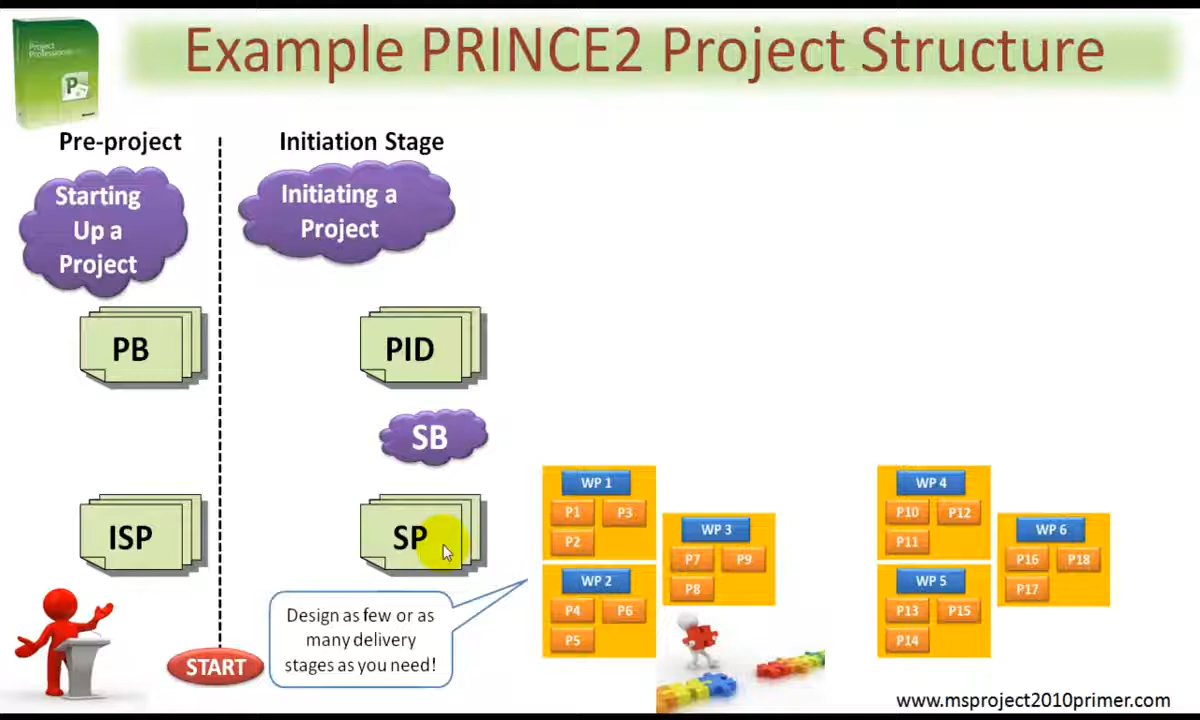 Example PRINCE2 Project Structure
Project
Professional
P
Pre-project
Initiation Stage
Starting
Up a
Project
Initiating a
Project
PB
PID
SB
ISP
SP
WP 1
P1
P3
P2
WP 2
P4
P6
P5
WP 3
P7
P9
P8
WP 4
P10
P12
P11
WP 5
P13
P15
P14
WP 6
P16
P18
P17
Design as few or as
many delivery
stages as you need!
START
www.msproject2010primer.com